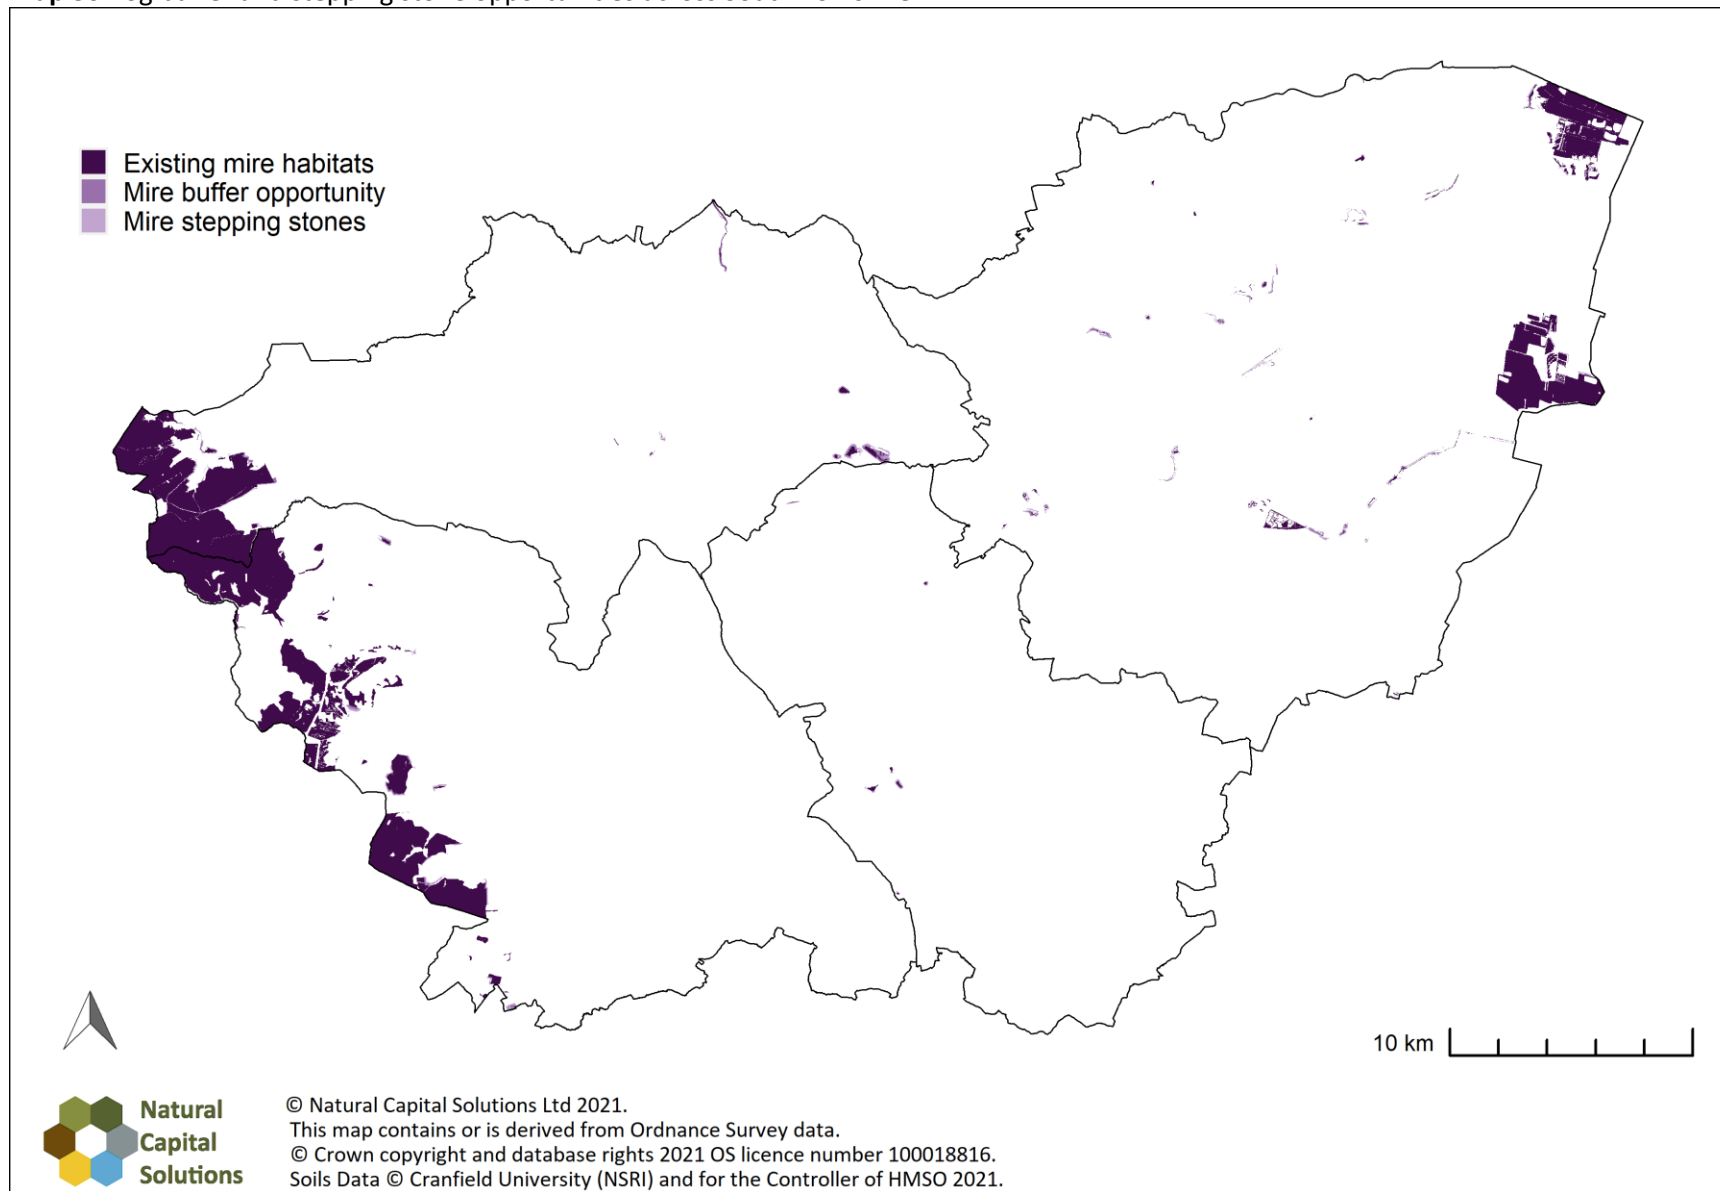 Existing mire habitats
Mire buffer opportunity
Mire stepping stones
10 km
Natural
Capital
Solutions
© Natural Capital Solutions Ltd 2021.
This map contains or is derived from Ordnance Survey data.
© Crown copyright and database rights 2021 OS licence number 100018816.
Soils Data © Cranfield University (NSRI) and for the Controller of HMSO 2021.